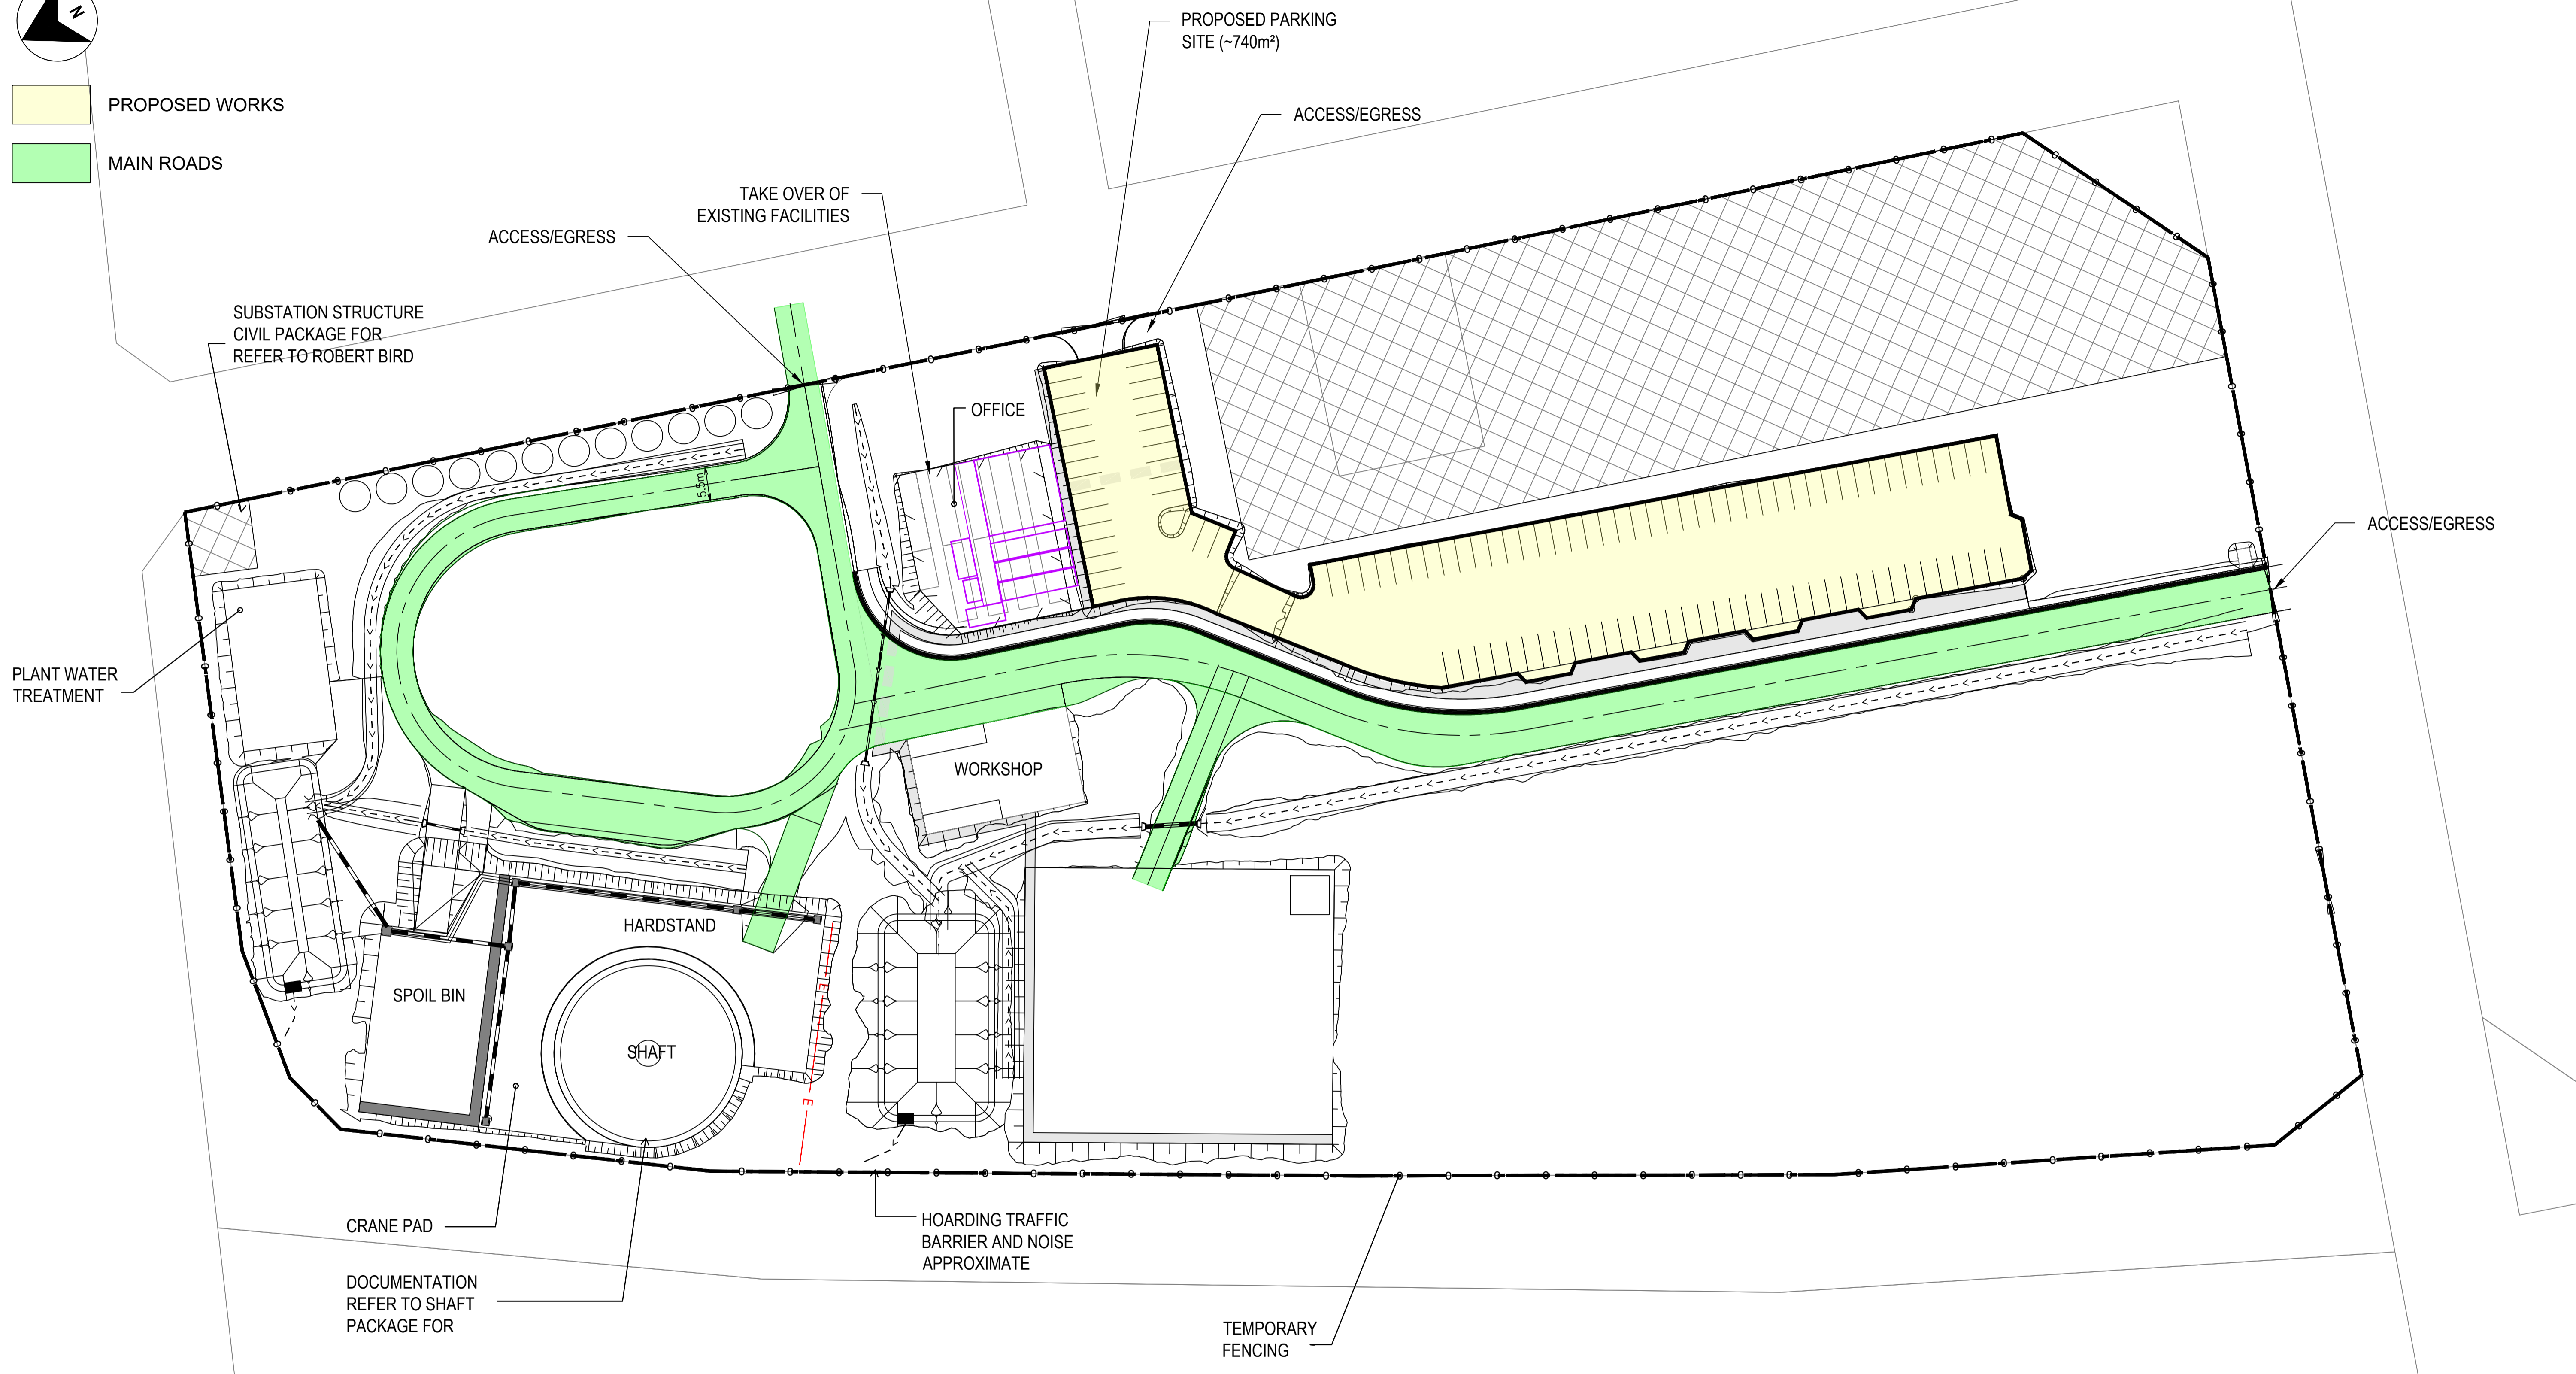 N
PROPOSED WORKS
MAIN ROADS
PROPOSED PARKING
SITE (~740m²)
ACCESS/EGRESS
TAKE OVER OF
EXISTING FACILITIES
ACCESS/EGRESS
SUBSTATION STRUCTURE
CIVIL PACKAGE FOR
REFER TO ROBERT BIRD
OFFICE
5.5m
ACCESS/EGRESS
PLANT WATER
TREATMENT
WORKSHOP
HARDSTAND
SPOIL BIN
E
SHAFT
E
CRANE PAD
HOARDING TRAFFIC
BARRIER AND NOISE
APPROXIMATE
DOCUMENTATION
REFER TO SHAFT
PACKAGE FOR
TEMPORARY
FENCING